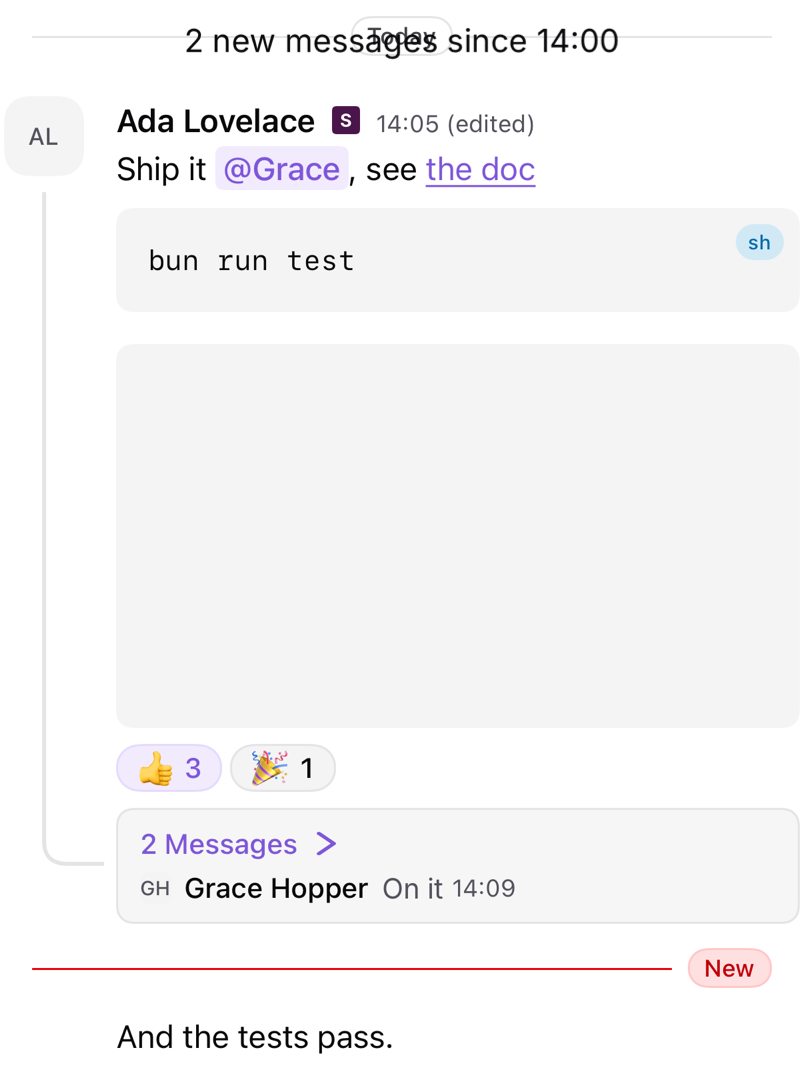 Today
2 new messages since 14:00
AL
Ada Lovelace S 14:05 (edited)
Ship it @Grace, see the doc
sh
bun run test
👍 3 🎉 1
2 Messages >
GH Grace Hopper On it 14:09
New
And the tests pass.